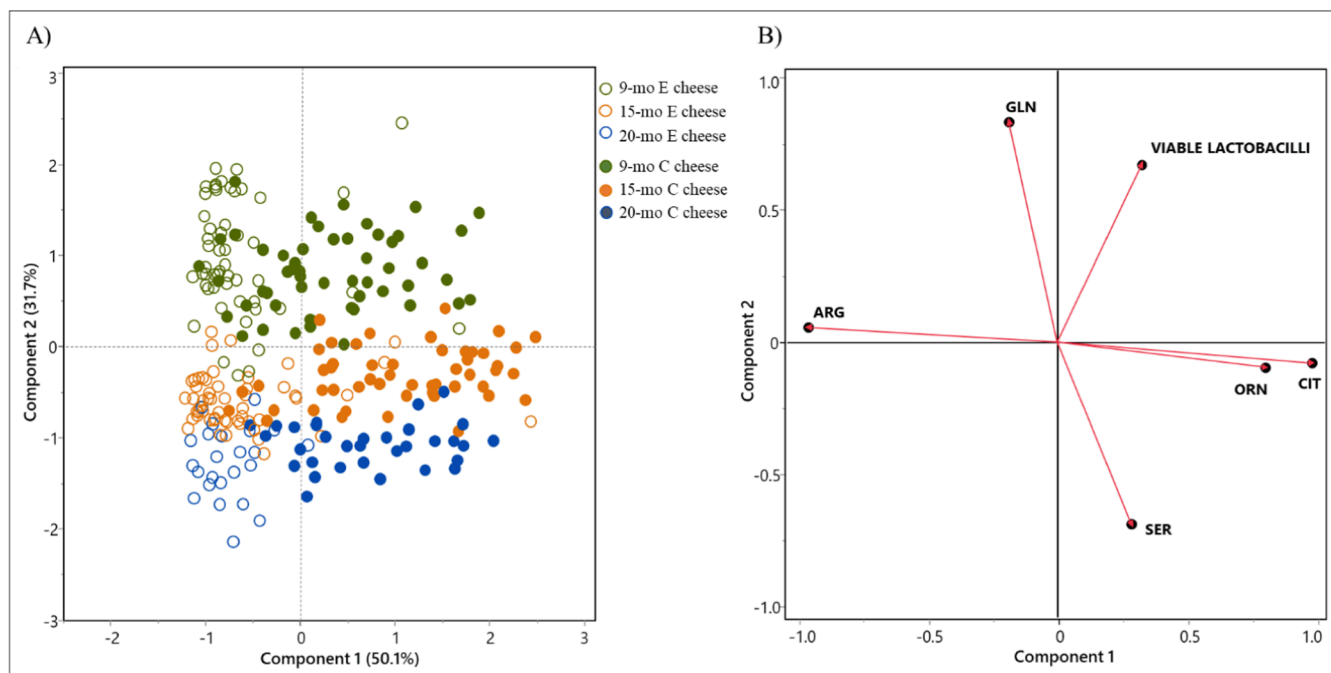 A)
3
2
1
0
-1
-2
-3
-2
-1
0
1
2
3
Component 2 (31.7%)
Component 1 (50.1%)
9-mo E cheese
15-mo E cheese
20-mo E cheese
9-mo C cheese
15-mo C cheese
20-mo C cheese
B)
1.0
0.5
0
-0.5
-1.0
-1.0
-0.5
0
0.5
1.0
Component 2
Component 1
GLN
VIABLE LACTOBACILLI
ARG
ORN
CIT
SER